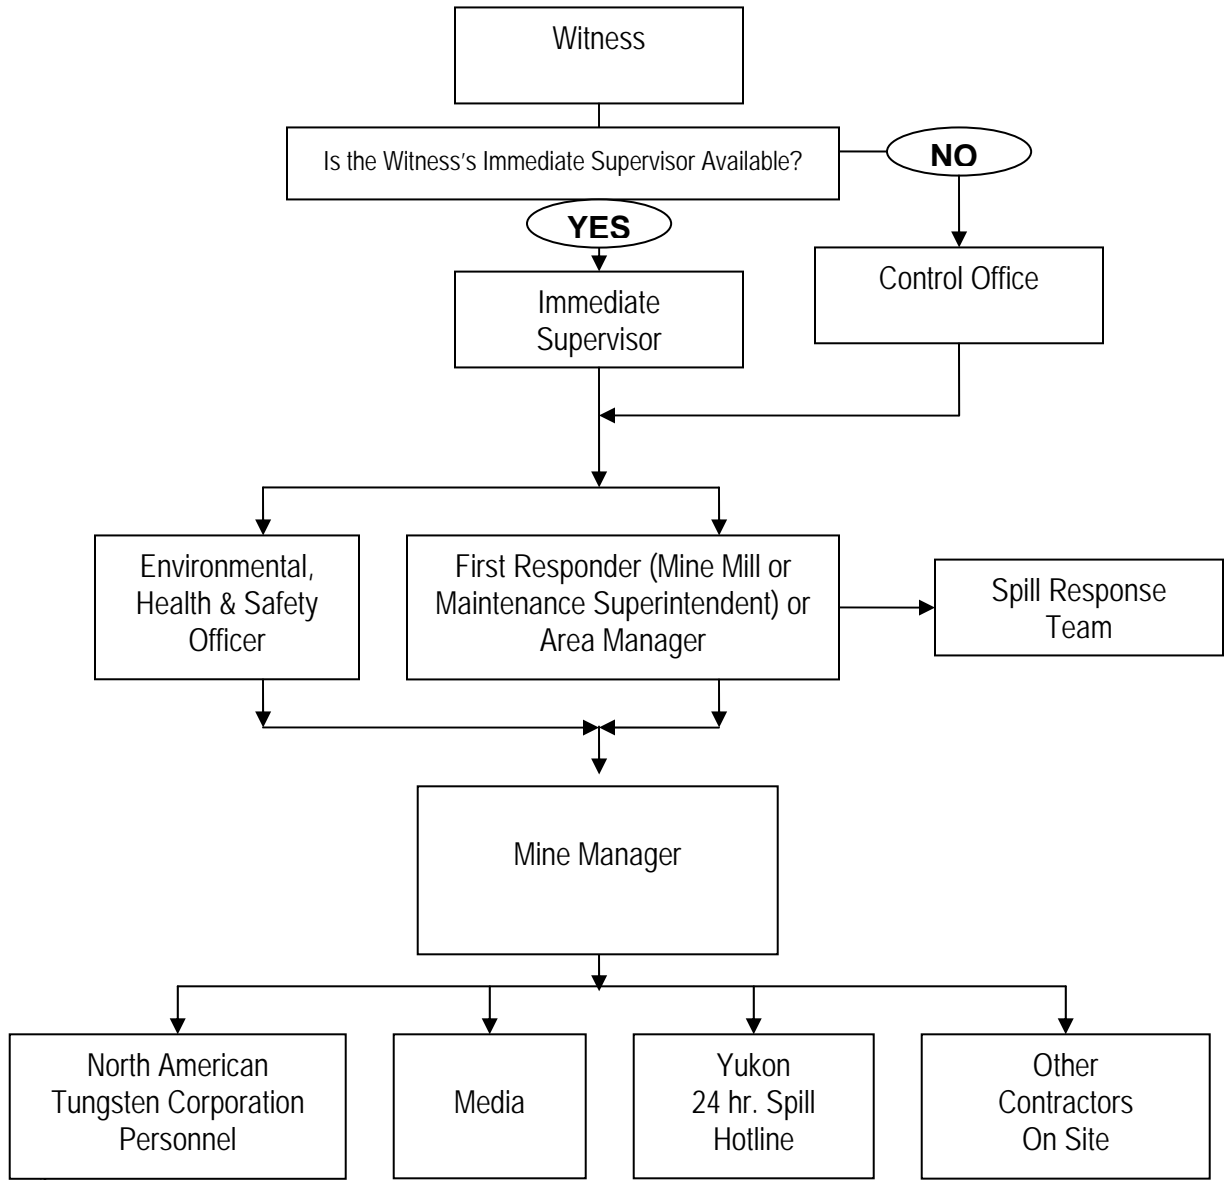 Witness
Is the Witness's Immediate Supervisor Available?
NO
YES
Control Office
Immediate
Supervisor
Environmental,
Health & Safety
Officer
First Responder (Mine Mill or
Maintenance Superintendent) or
Area Manager
Spill Response
Team
Mine Manager
North American
Tungsten Corporation
Personnel
Media
Yukon
24 hr. Spill
Hotline
Other
Contractors
On Site